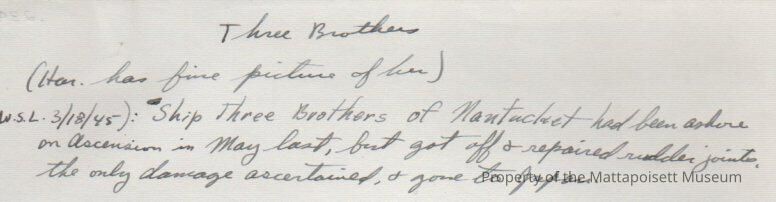 Three Brothers
(Har. has fine picture of her)
W.S.L. 3/18/45): Ship Three Brothers of Nantucket had been ashore
on Ascension in May last, but got off & repaired rudder joints,
the only damage ascertained, & gone to
Property of the Mattapoisett Museum